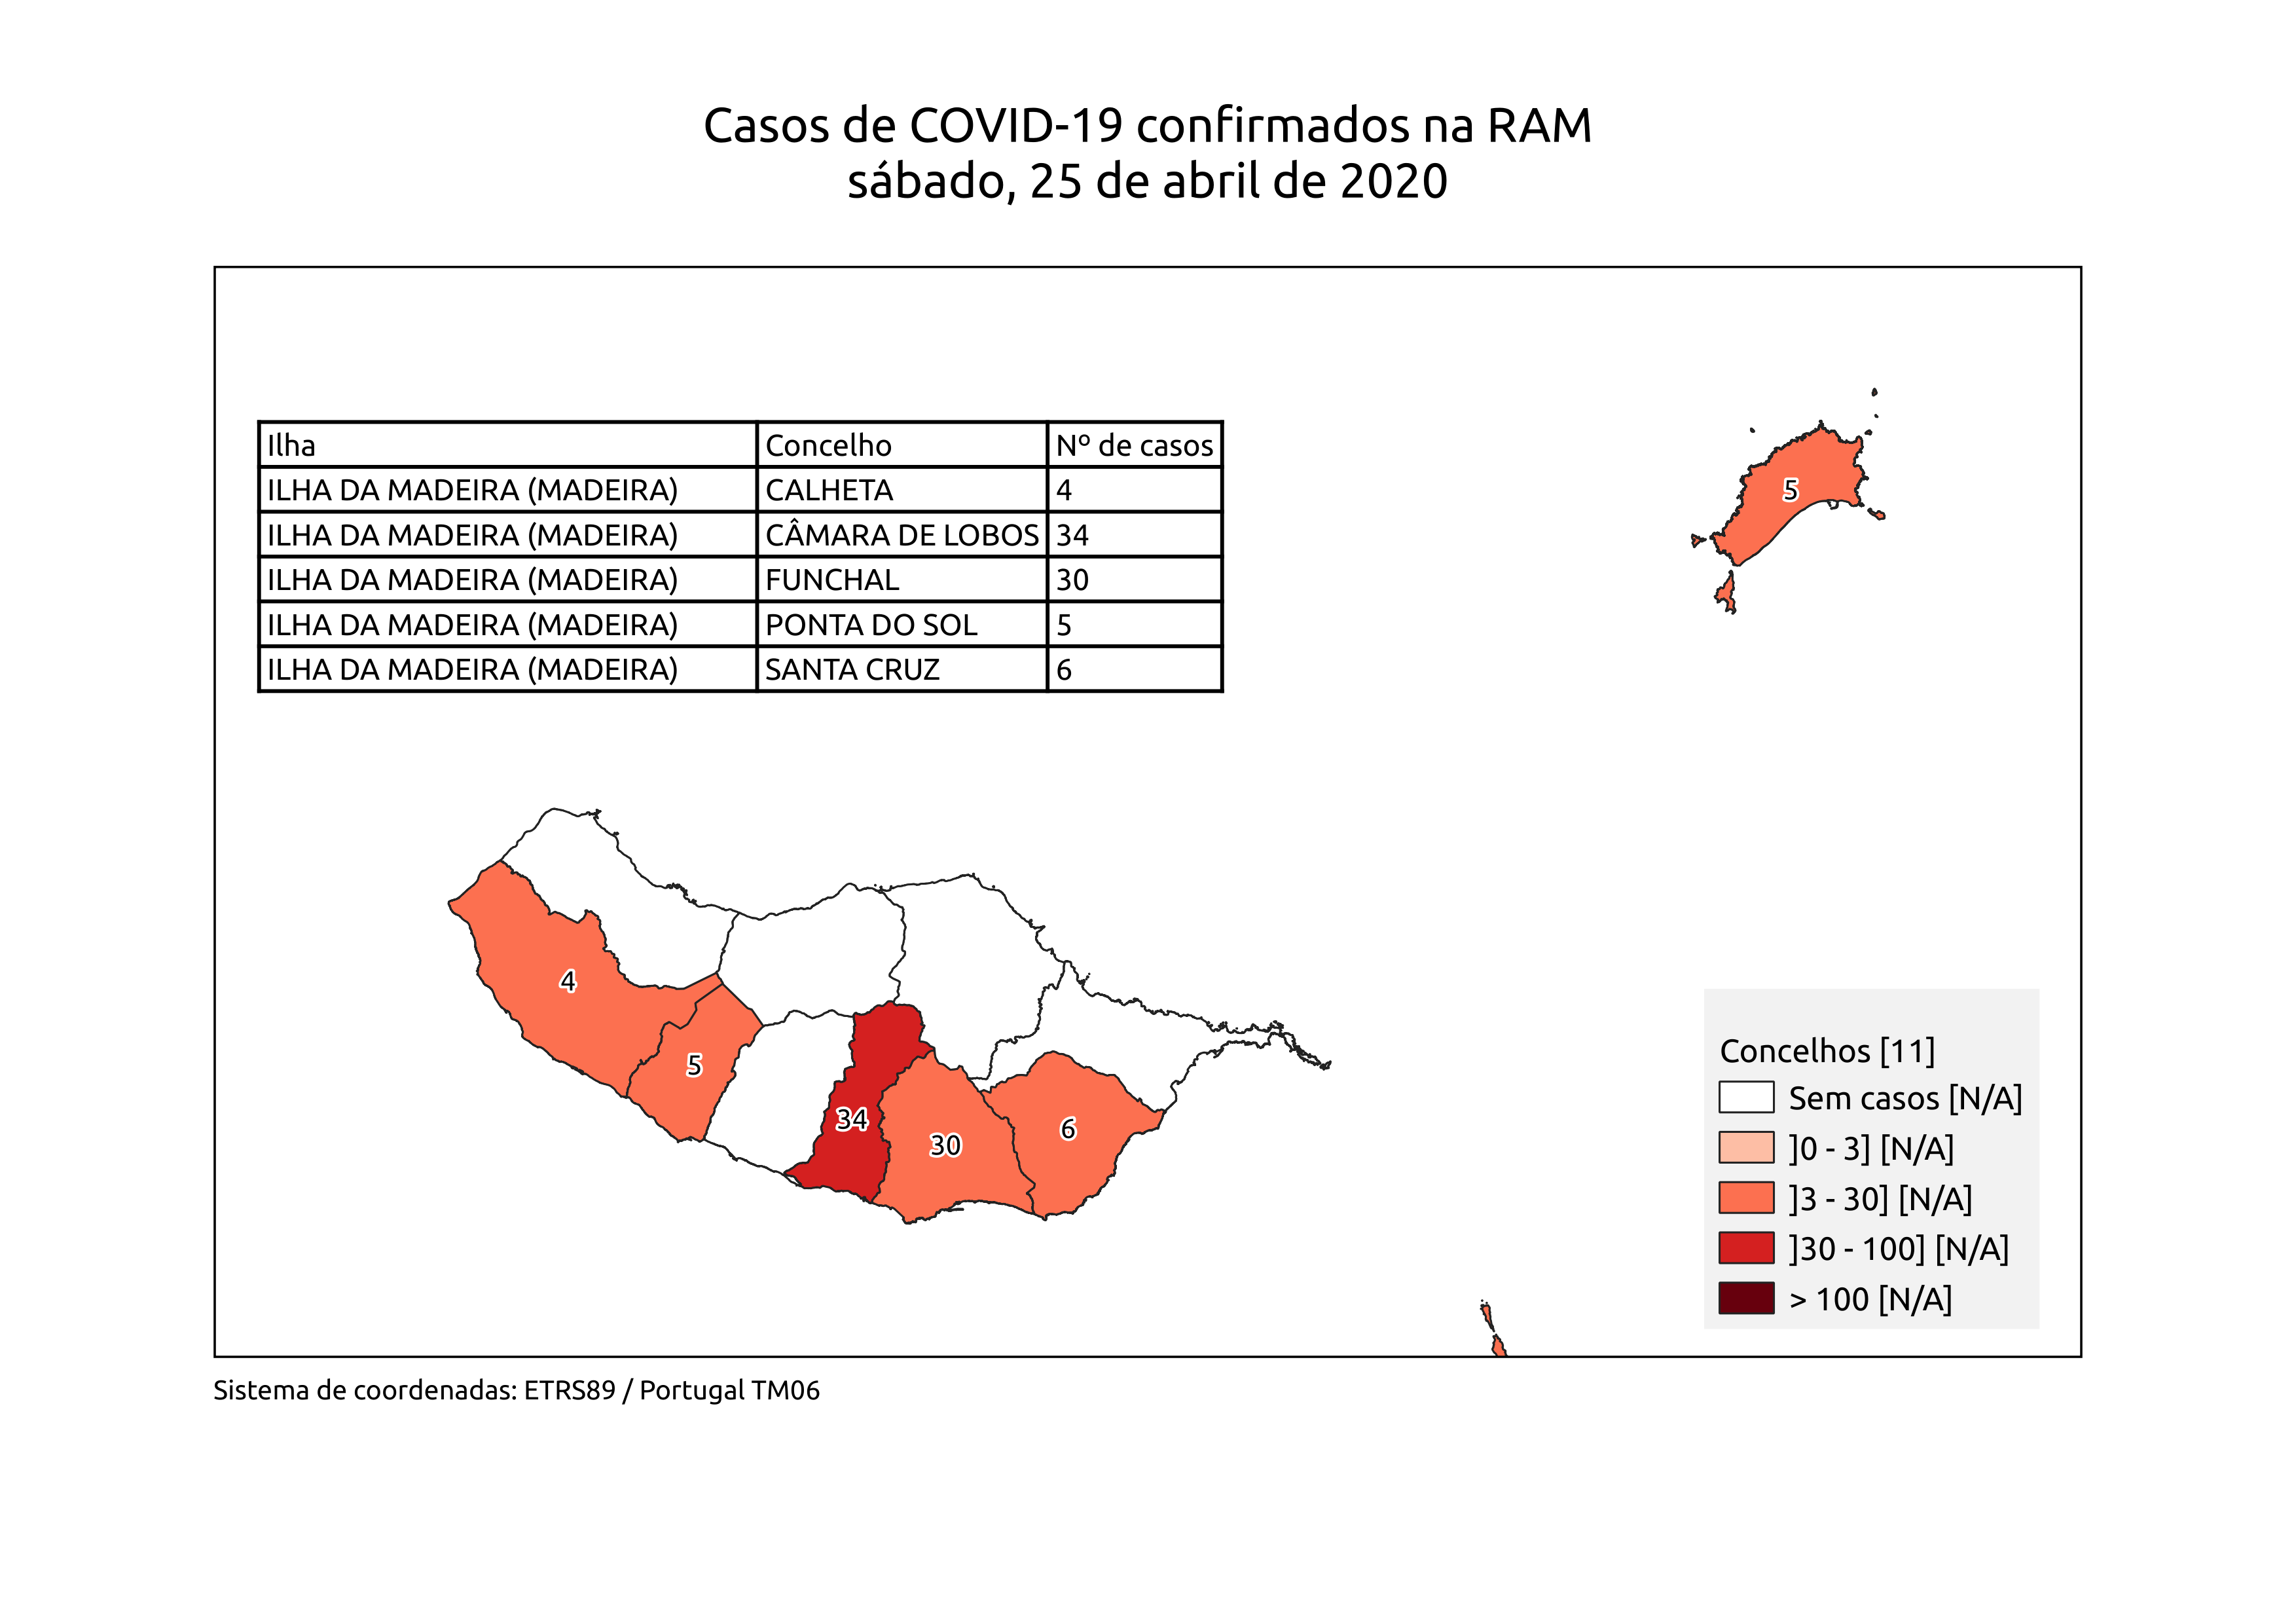 Casos de COVID-19 confirmados na RAM
sábado, 25 de abril de 2020
Ilha Concelho Nº de casos
ILHA DA MADEIRA (MADEIRA) CALHETA 4
ILHA DA MADEIRA (MADEIRA) CÂMARA DE LOBOS 34
ILHA DA MADEIRA (MADEIRA) FUNCHAL 30
ILHA DA MADEIRA (MADEIRA) PONTA DO SOL 5
ILHA DA MADEIRA (MADEIRA) SANTA CRUZ 6
5
4
5
34
30
6
Concelhos [11]
Sem casos [N/A]
]0 - 3] [N/A]
]3 - 30] [N/A]
]30 - 100] [N/A]
> 100 [N/A]
Sistema de coordenadas: ETRS89 / Portugal TM06